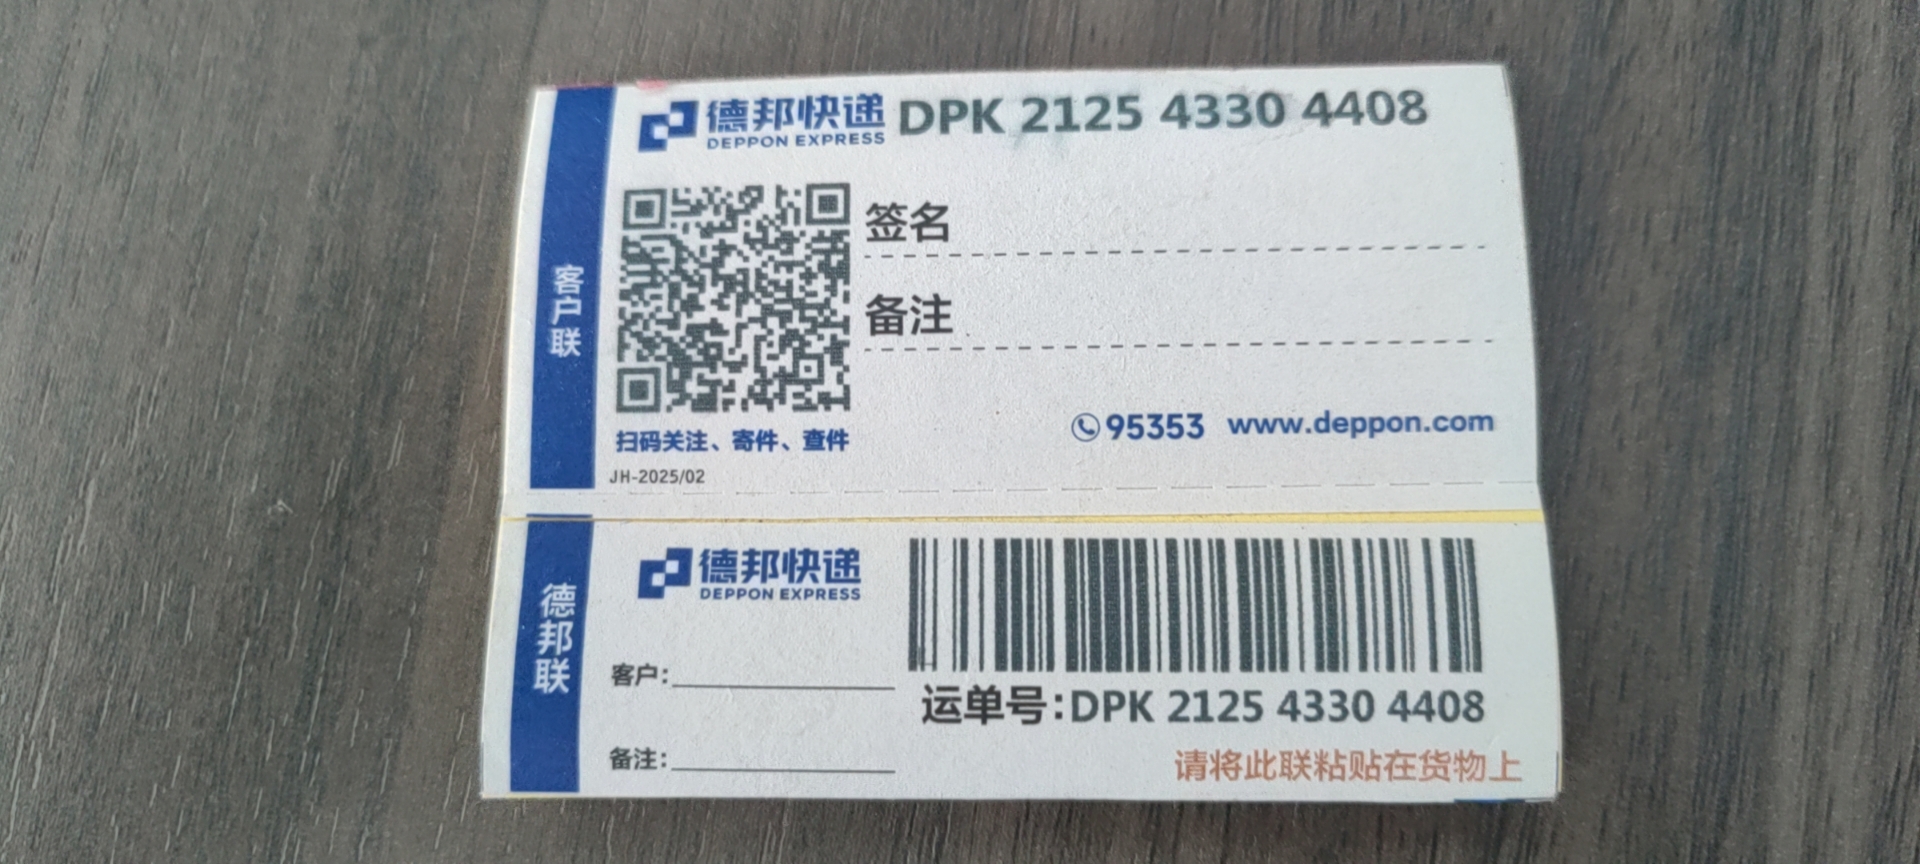 德邦快递 DPK 2125 4330 4408
DEPPON EXPRESS
客户联
签名
备注
扫码关注、寄件、查件
95353 www.deppon.com
JH-2025/02
德邦联
德邦快递
DEPPON EXPRESS
客户:
运单号:DPK 2125 4330 4408
备注:
请将此联粘贴在货物上